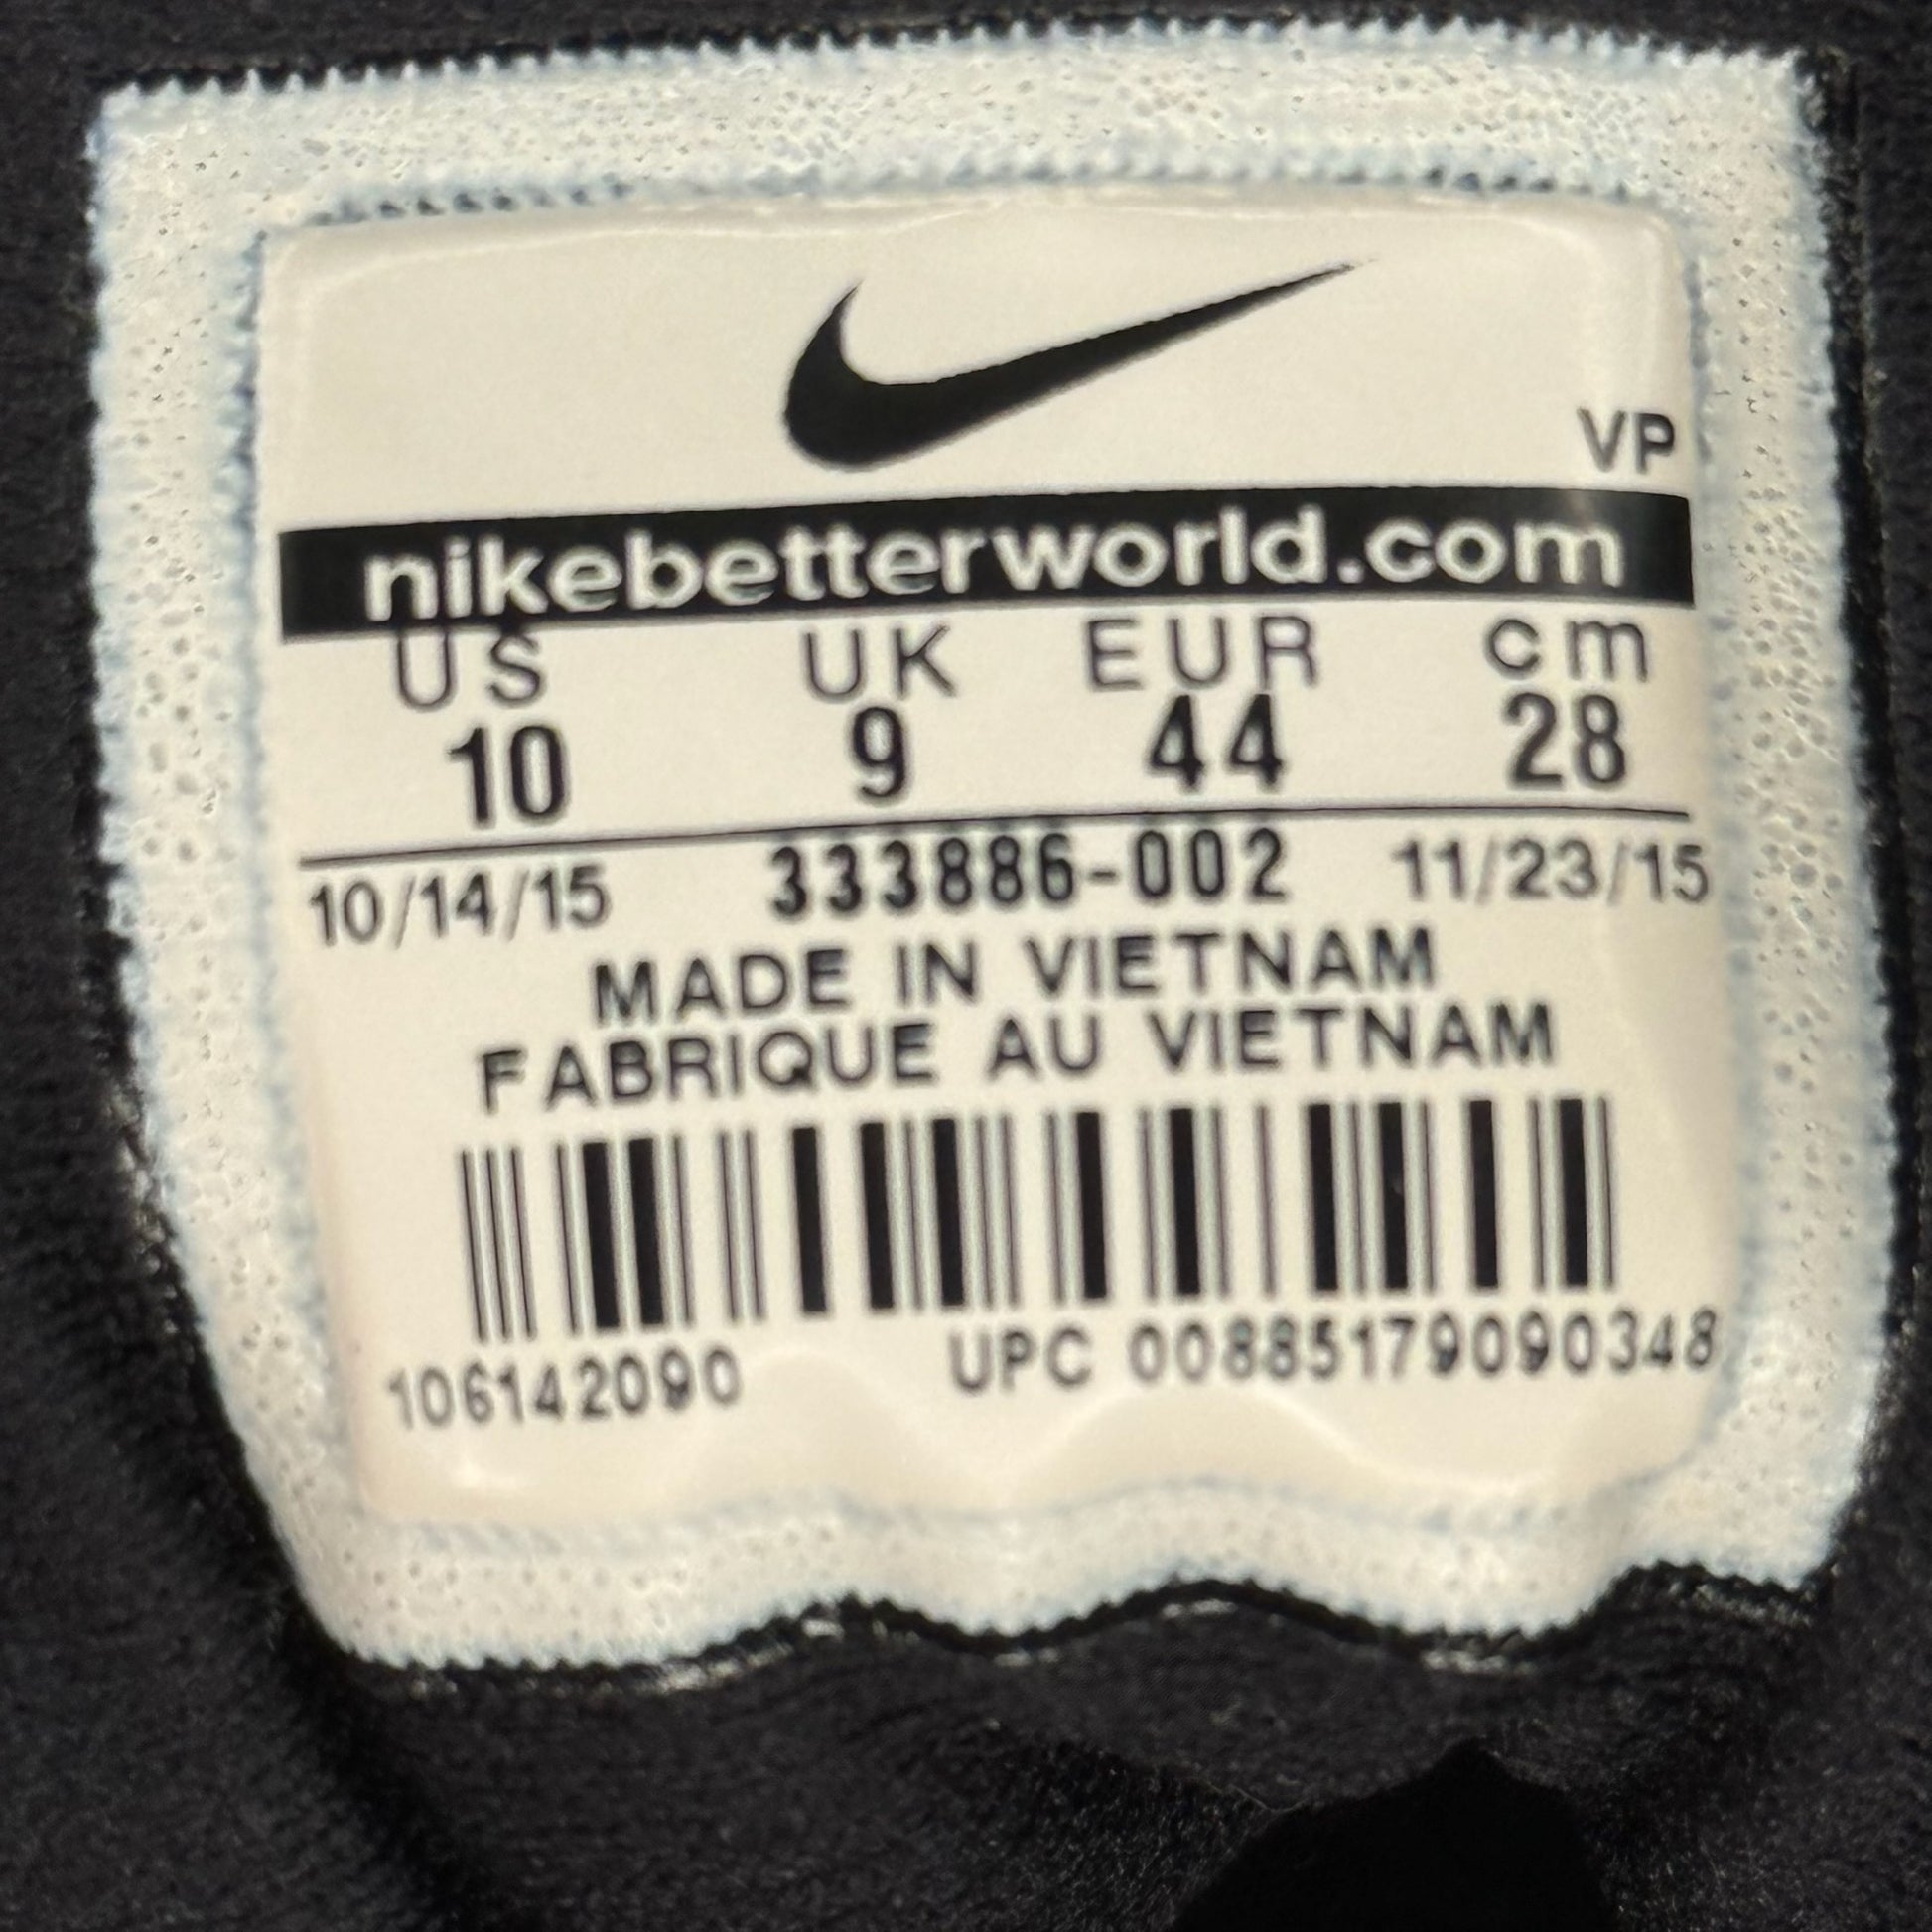 VP
nikebetterworld.com
US UK EUR cm
10 9 44 28
10/14/15 333886-002 11/23/15
MADE IN VIETNAM
FABRIQUE AU VIETNAM
106142090 UPC 00885179090348